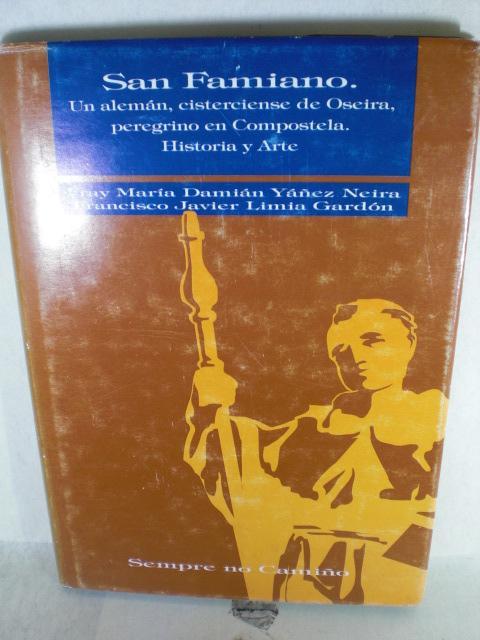 San Famiano.
Un alemán, cisterciense de Oseira,
peregrino en Compostela.
Historia y Arte
Fray María Damián Yáñez Neira
Francisco Javier Limia Gardón
Sempre no Camiño